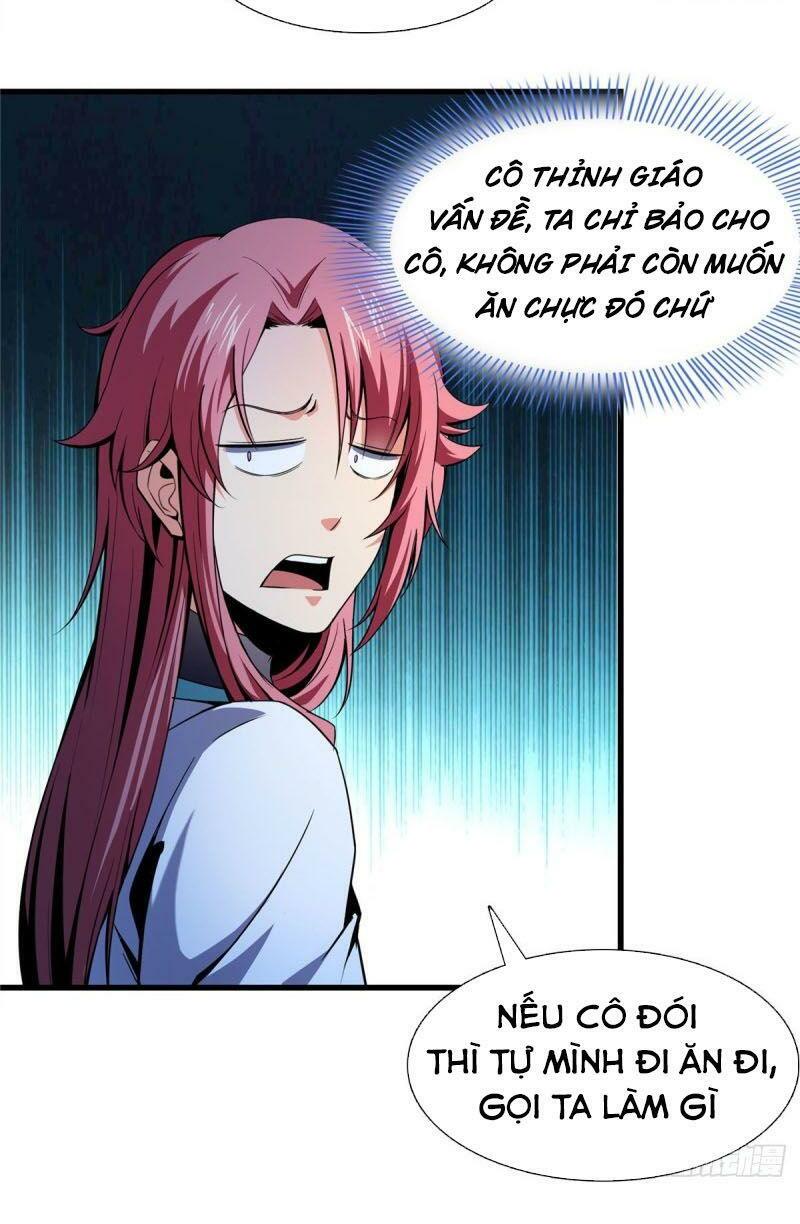 CÔ THỈNH GIÁO
VẤN ĐỀ, TA CHỈ BẢO CHO
CÔ, KHÔNG PHẢI CÒN MUỐN
ĂN CHỰC ĐÓ CHỨ
NẾU CÔ ĐÓI
THÌ TỰ MÌNH ĐI ĂN ĐI,
GỌI TA LÀM GÌ